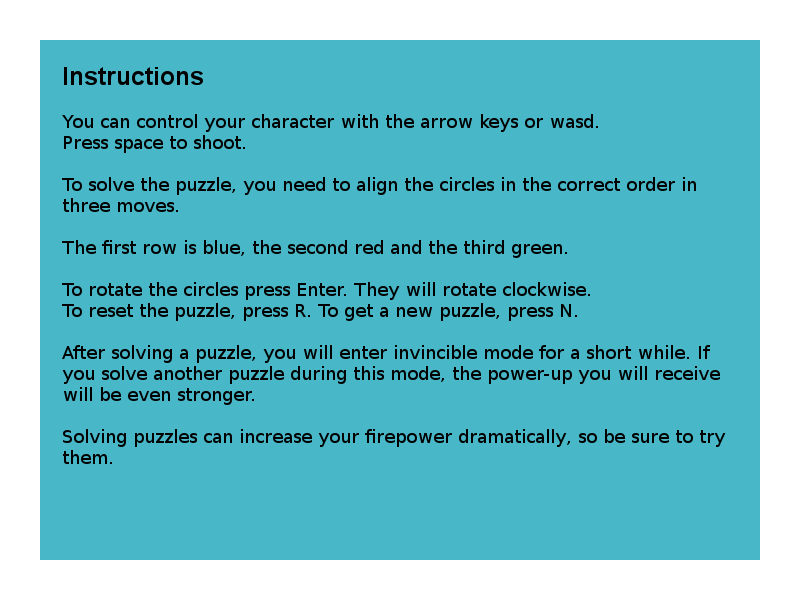 Instructions
You can control your character with the arrow keys or wasd.
Press space to shoot.
To solve the puzzle, you need to align the circles in the correct order in
three moves.
The first row is blue, the second red and the third green.
To rotate the circles press Enter. They will rotate clockwise.
To reset the puzzle, press R. To get a new puzzle, press N.
After solving a puzzle, you will enter invincible mode for a short while. If
you solve another puzzle during this mode, the power-up you will receive
will be even stronger.
Solving puzzles can increase your firepower dramatically, so be sure to try
them.